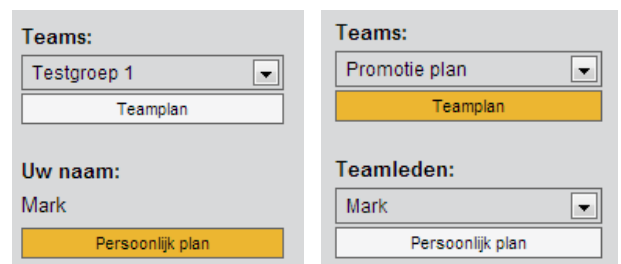 Teams:
Testgroep 1
Teamplan
Uw naam:
Mark
Persoonlijk plan
Teams:
Promotie plan
Teamplan
Teamleden:
Mark
Persoonlijk plan